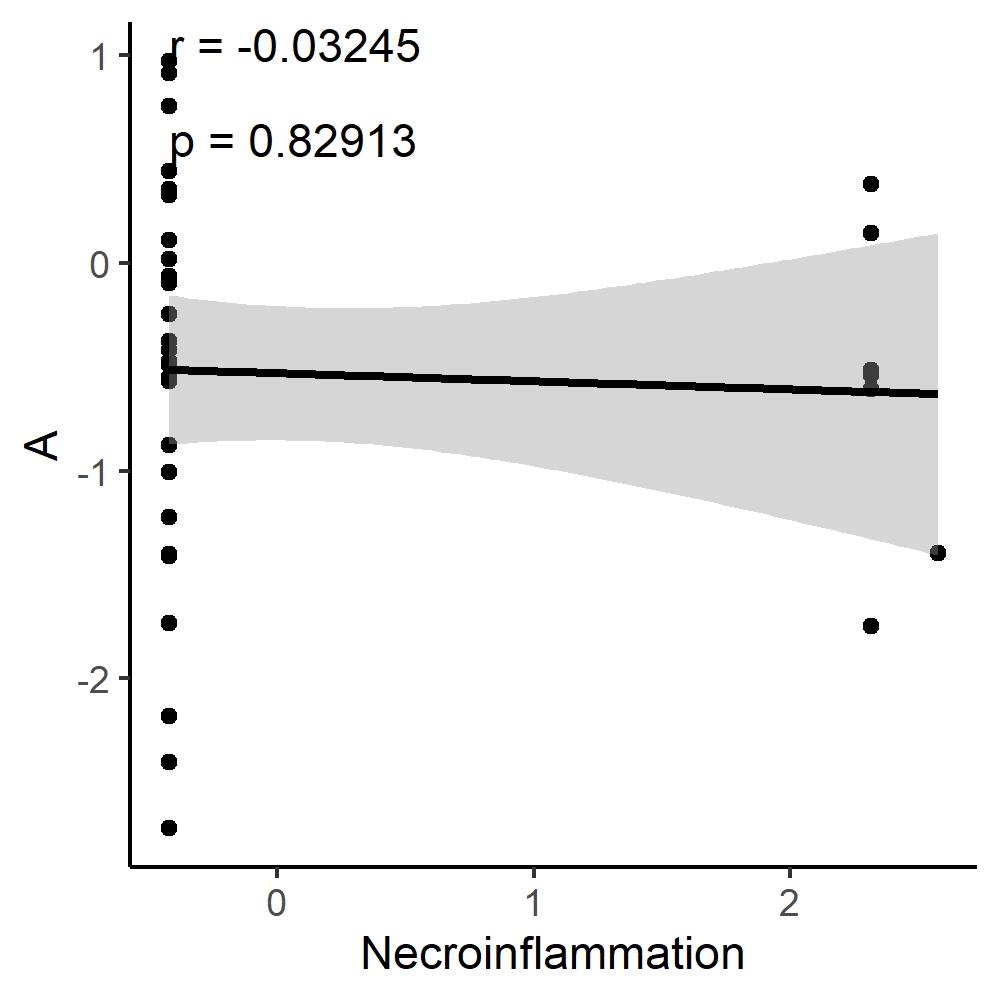 r = -0.03245
p = 0.82913
1
0
-1
-2
A
0 1 2
Necroinflammation